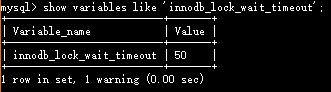 mysql> show variables like 'innodb_lock_wait_timeout';
+--------------------------+-------+
| Variable_name            | Value |
+--------------------------+-------+
| innodb_lock_wait_timeout | 50    |
+--------------------------+-------+
1 row in set, 1 warning (0.00 sec)